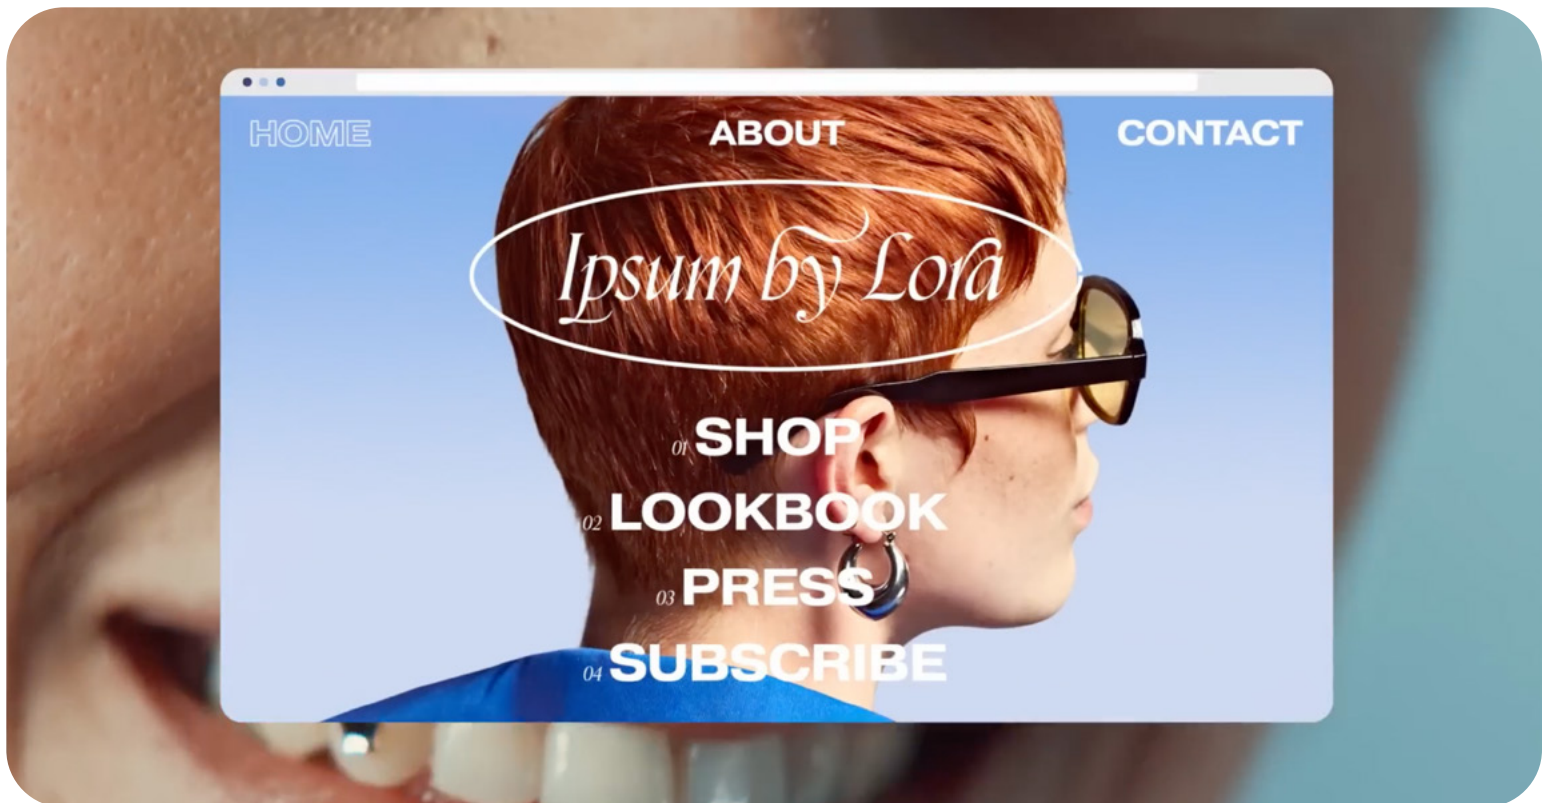 HOME ABOUT CONTACT
Ipsum by Lora
01 SHOP
02 LOOKBOOK
03 PRESS
04 SUBSCRIBE